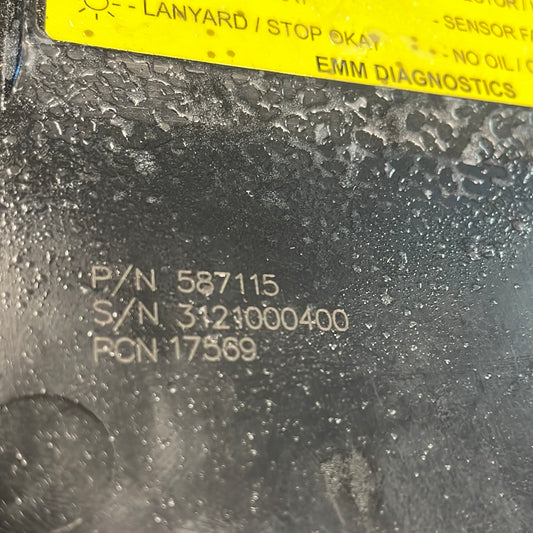 - LANYARD / STOP OKAY
- SENSOR
- NO OIL /
EMM DIAGNOSTICS
P/N 587115
S/N 3121000400
PCN 17569